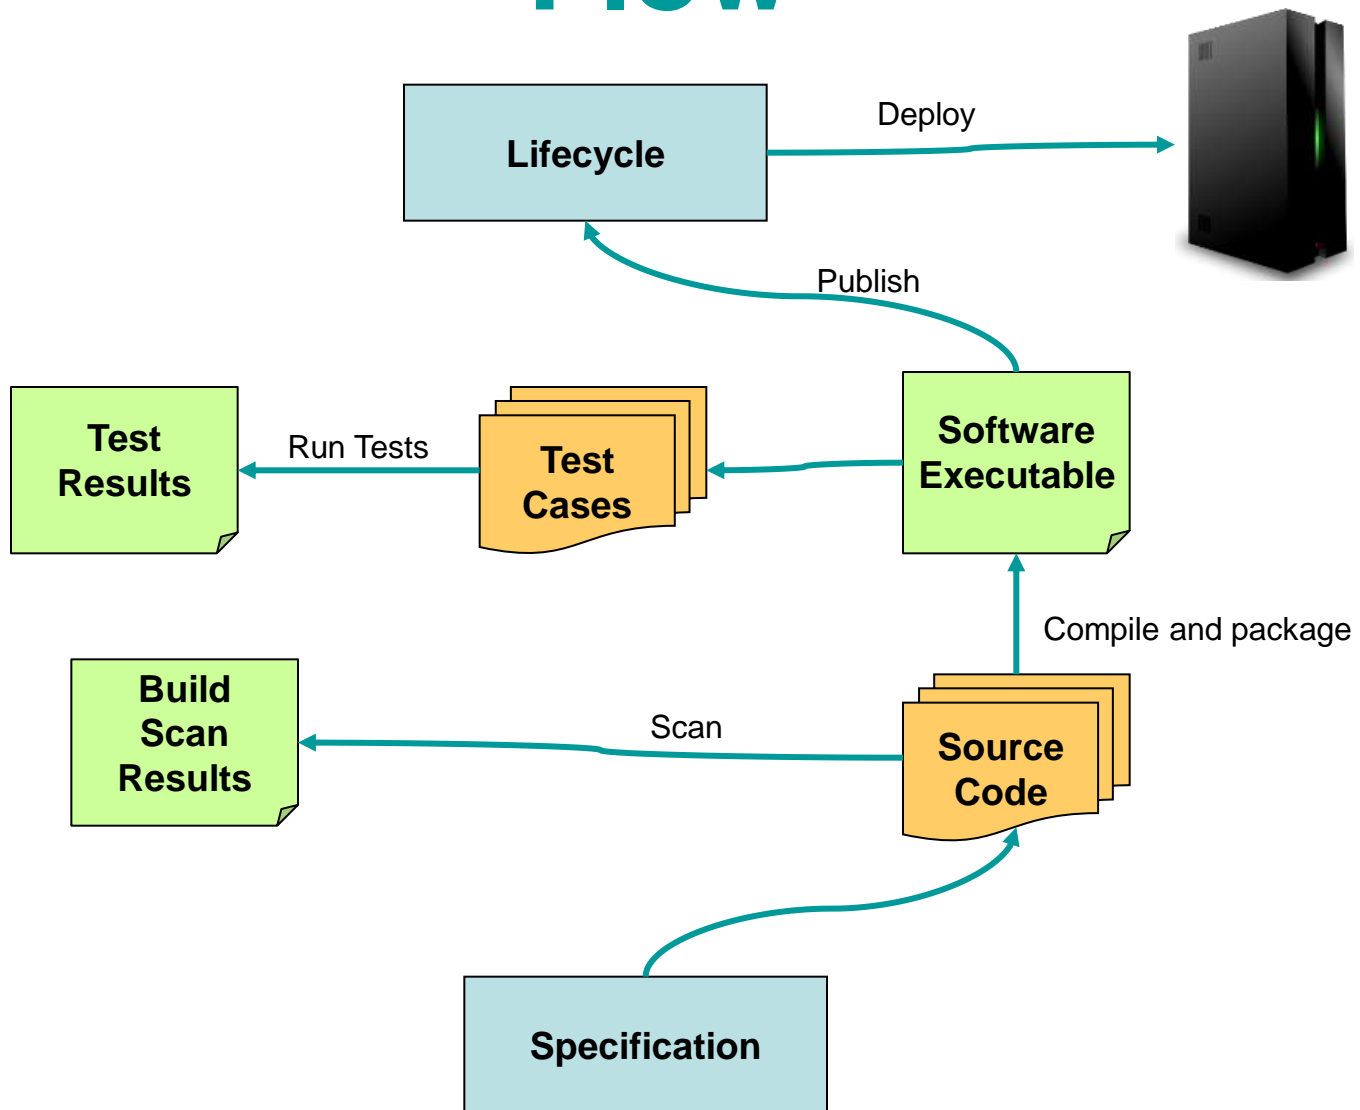 Flow
Deploy
Lifecycle
Publish
Test
Results
Run Tests
Test
Cases
Software
Executable
Compile and package
Build
Scan
Results
Scan
Source
Code
Specification